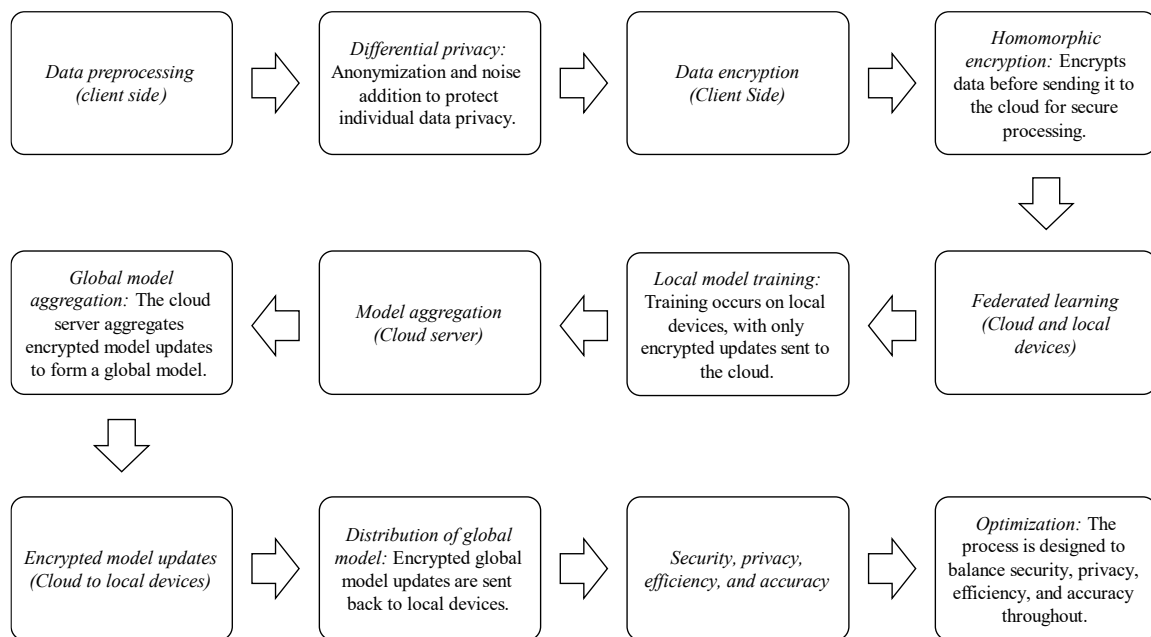 Data preprocessing
(client side)
Differential privacy:
Anonymization and noise
addition to protect
individual data privacy.
Data encryption
(Client Side)
Homomorphic
encryption: Encrypts
data before sending it to
the cloud for secure
processing.
Federated learning
(Cloud and local
devices)
Local model training:
Training occurs on local
devices, with only
encrypted updates sent to
the cloud.
Model aggregation
(Cloud server)
Global model
aggregation: The cloud
server aggregates
encrypted model updates
to form a global model.
Encrypted model updates
(Cloud to local devices)
Distribution of global
model: Encrypted global
model updates are sent
back to local devices.
Security, privacy,
efficiency, and accuracy
Optimization: The
process is designed to
balance security, privacy,
efficiency, and accuracy
throughout.